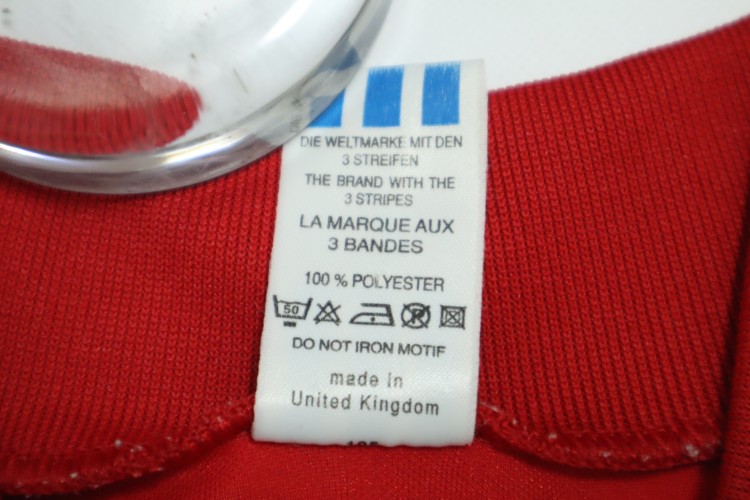 DIE WELTMARKE MIT DEN
3 STREIFEN
THE BRAND WITH THE
3 STRIPES
LA MARQUE AUX
3 BANDES
100 % POLYESTER
50
DO NOT IRON MOTIF
made in
United Kingdom